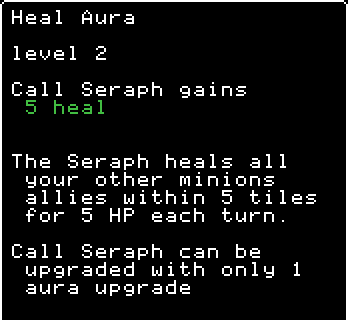 Heal Aura
level 2
Call Seraph gains
5 heal
The Seraph heals all
your other minions
allies within 5 tiles
for 5 HP each turn.
Call Seraph can be
upgraded with only 1
aura upgrade